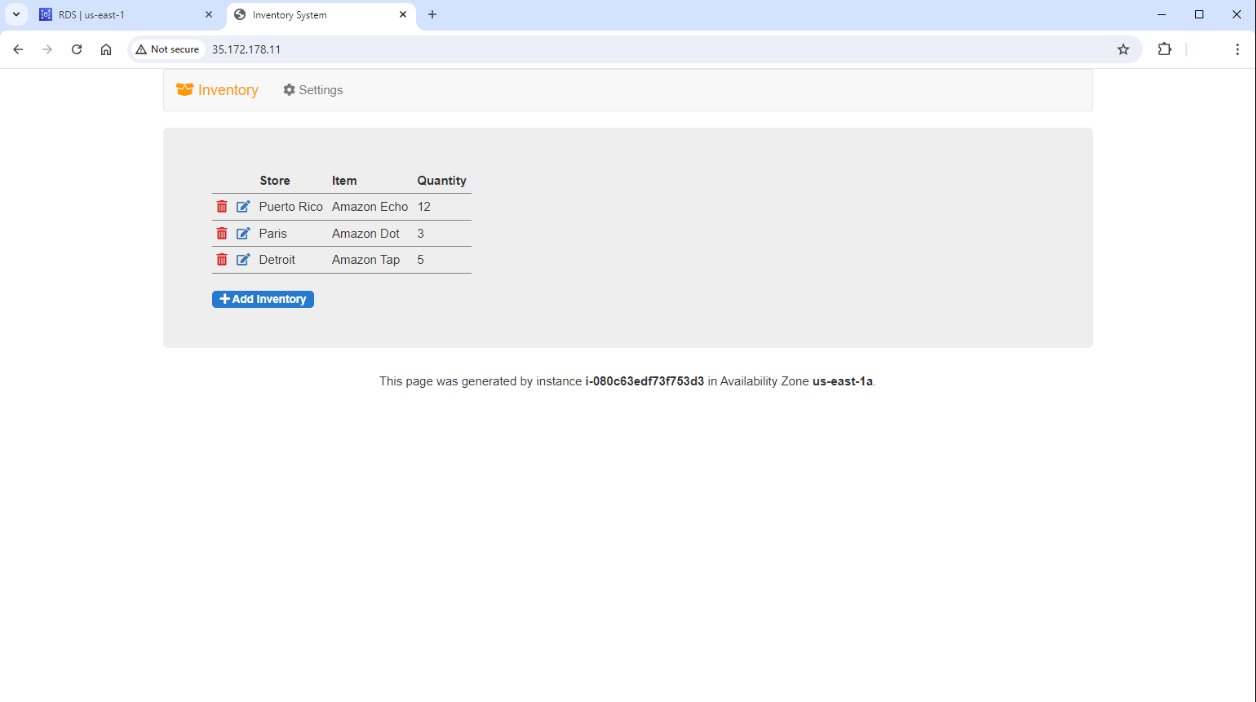 RDS | us-east-1
Inventory System
Not secure 35.172.178.11
Inventory Settings
Store Item Quantity
Puerto Rico Amazon Echo 12
Paris Amazon Dot 3
Detroit Amazon Tap 5
Add Inventory
This page was generated by instance i-080c63edf73f753d3 in Availability Zone us-east-1a.